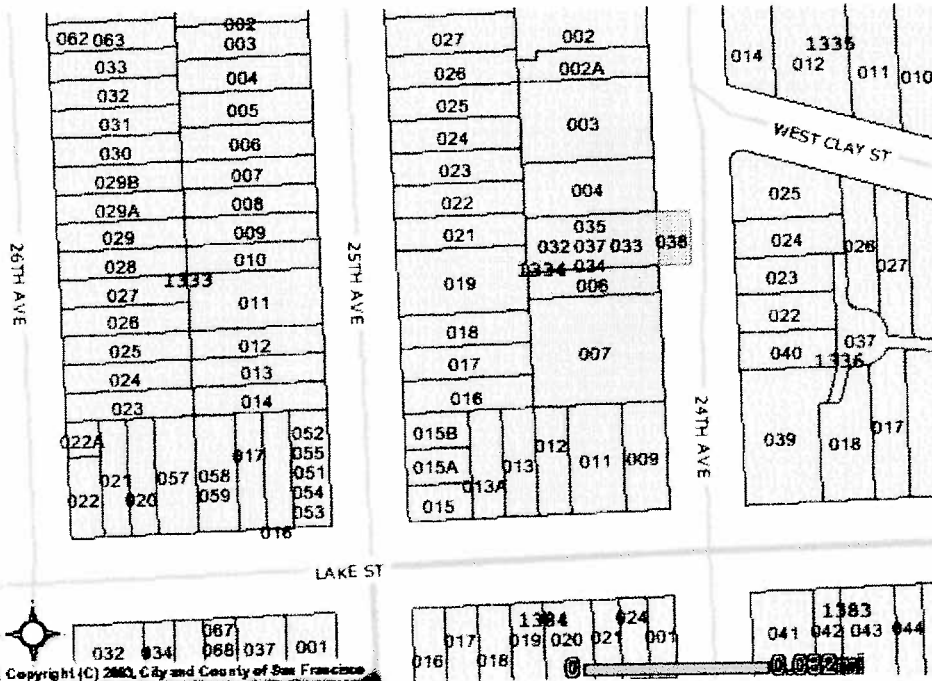 002
062 063 003
033 004
032 005
031 006
030 007
029B 008
029A 009
029 010
028 1333
027 011
026
025 012
024 013
023 014
022A 052
017 055
021 057 058 051
022 020 059 054
053
016
26TH AVE
25TH AVE
027 002
026 002A
025
024 003
023
022 004
021 035
032 037 033 038
1334 034
019 006
018 007
017
016
015B 012
015A 013 011 009
015 013A
24TH AVE
014 1335
012 011 010
WEST CLAY ST
025
024 026
023 027
022 037
040 1336
039 018 017
LAKE ST
067
032 034 068 037 001
1384 024
016 017 018 019 020 021 001
1383
041 042 043 044
Copyright (C) 2003, City and County of San Francisco
0 0.032mi